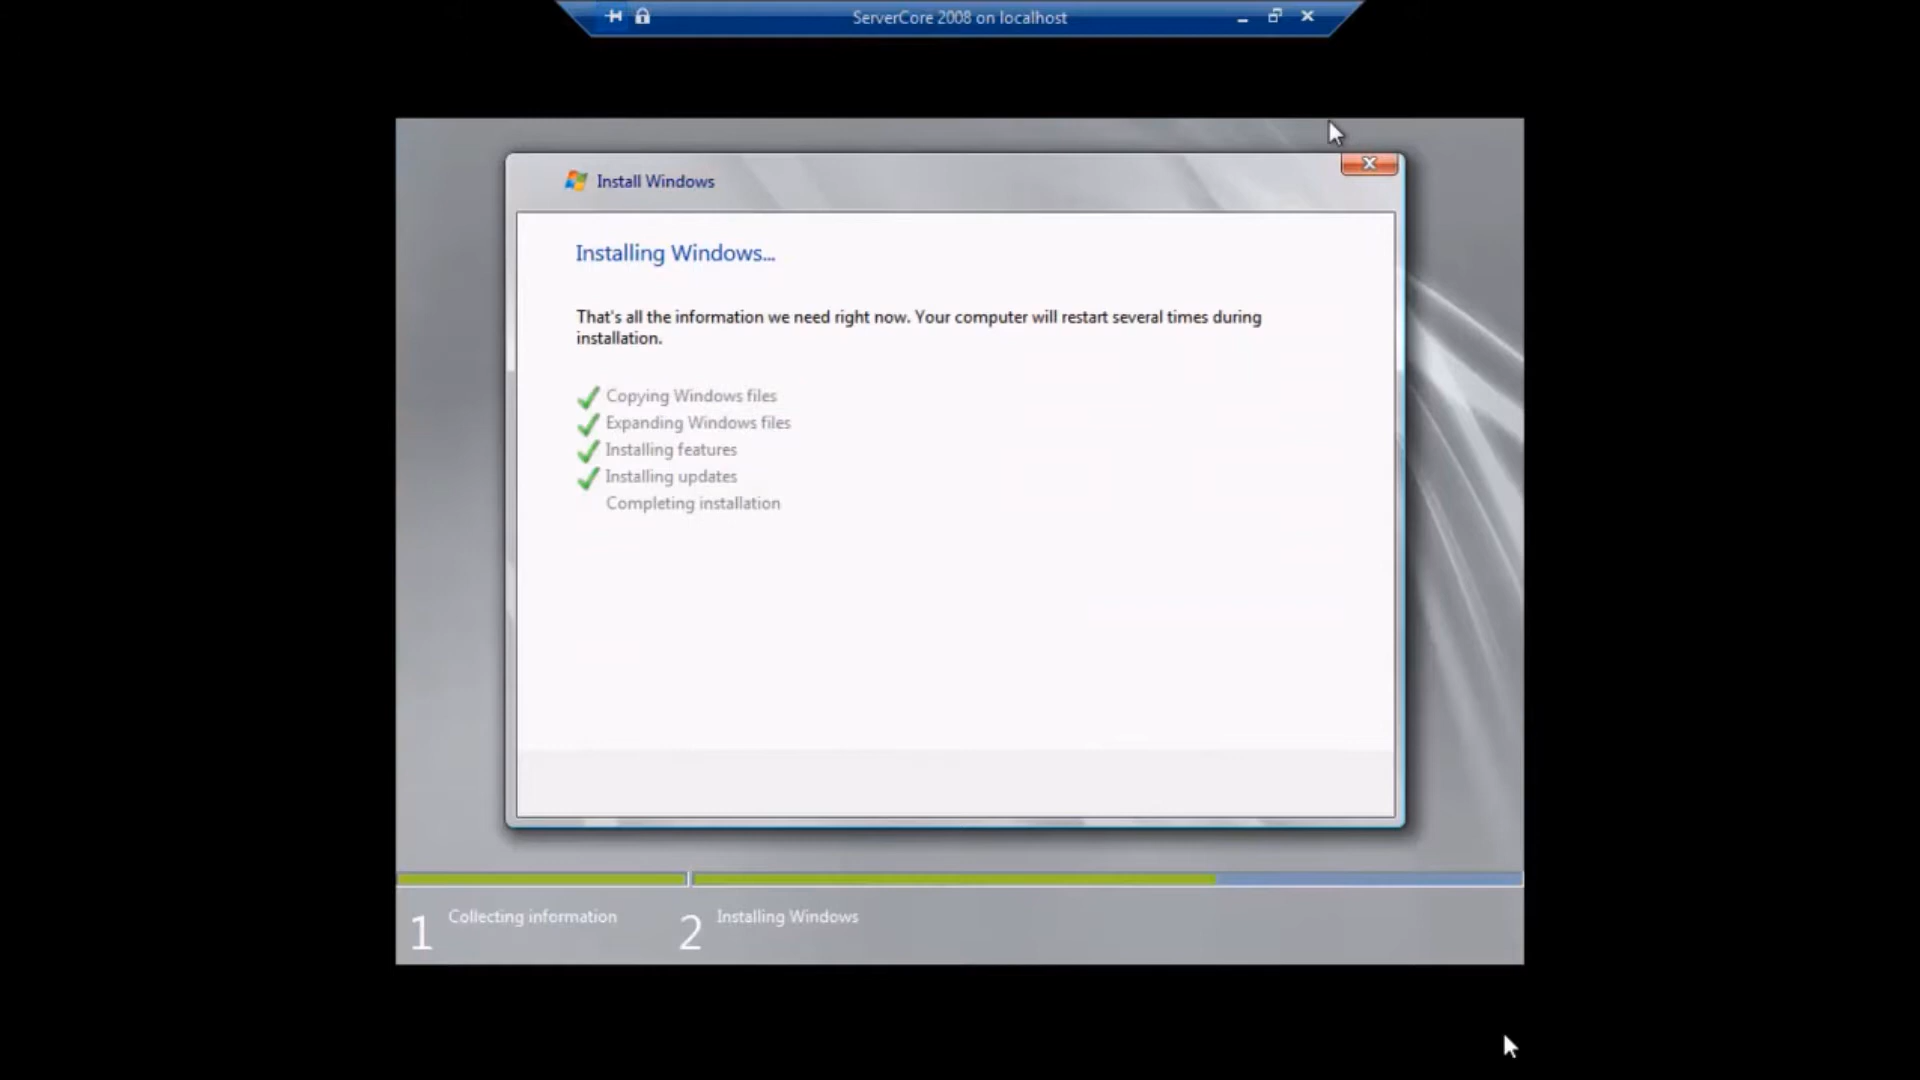 ServerCore 2008 on localhost
Install Windows
Installing Windows...
That's all the information we need right now. Your computer will restart several times during
installation.
Copying Windows files
Expanding Windows files
Installing features
Installing updates
Completing installation
1 Collecting information
2 Installing Windows